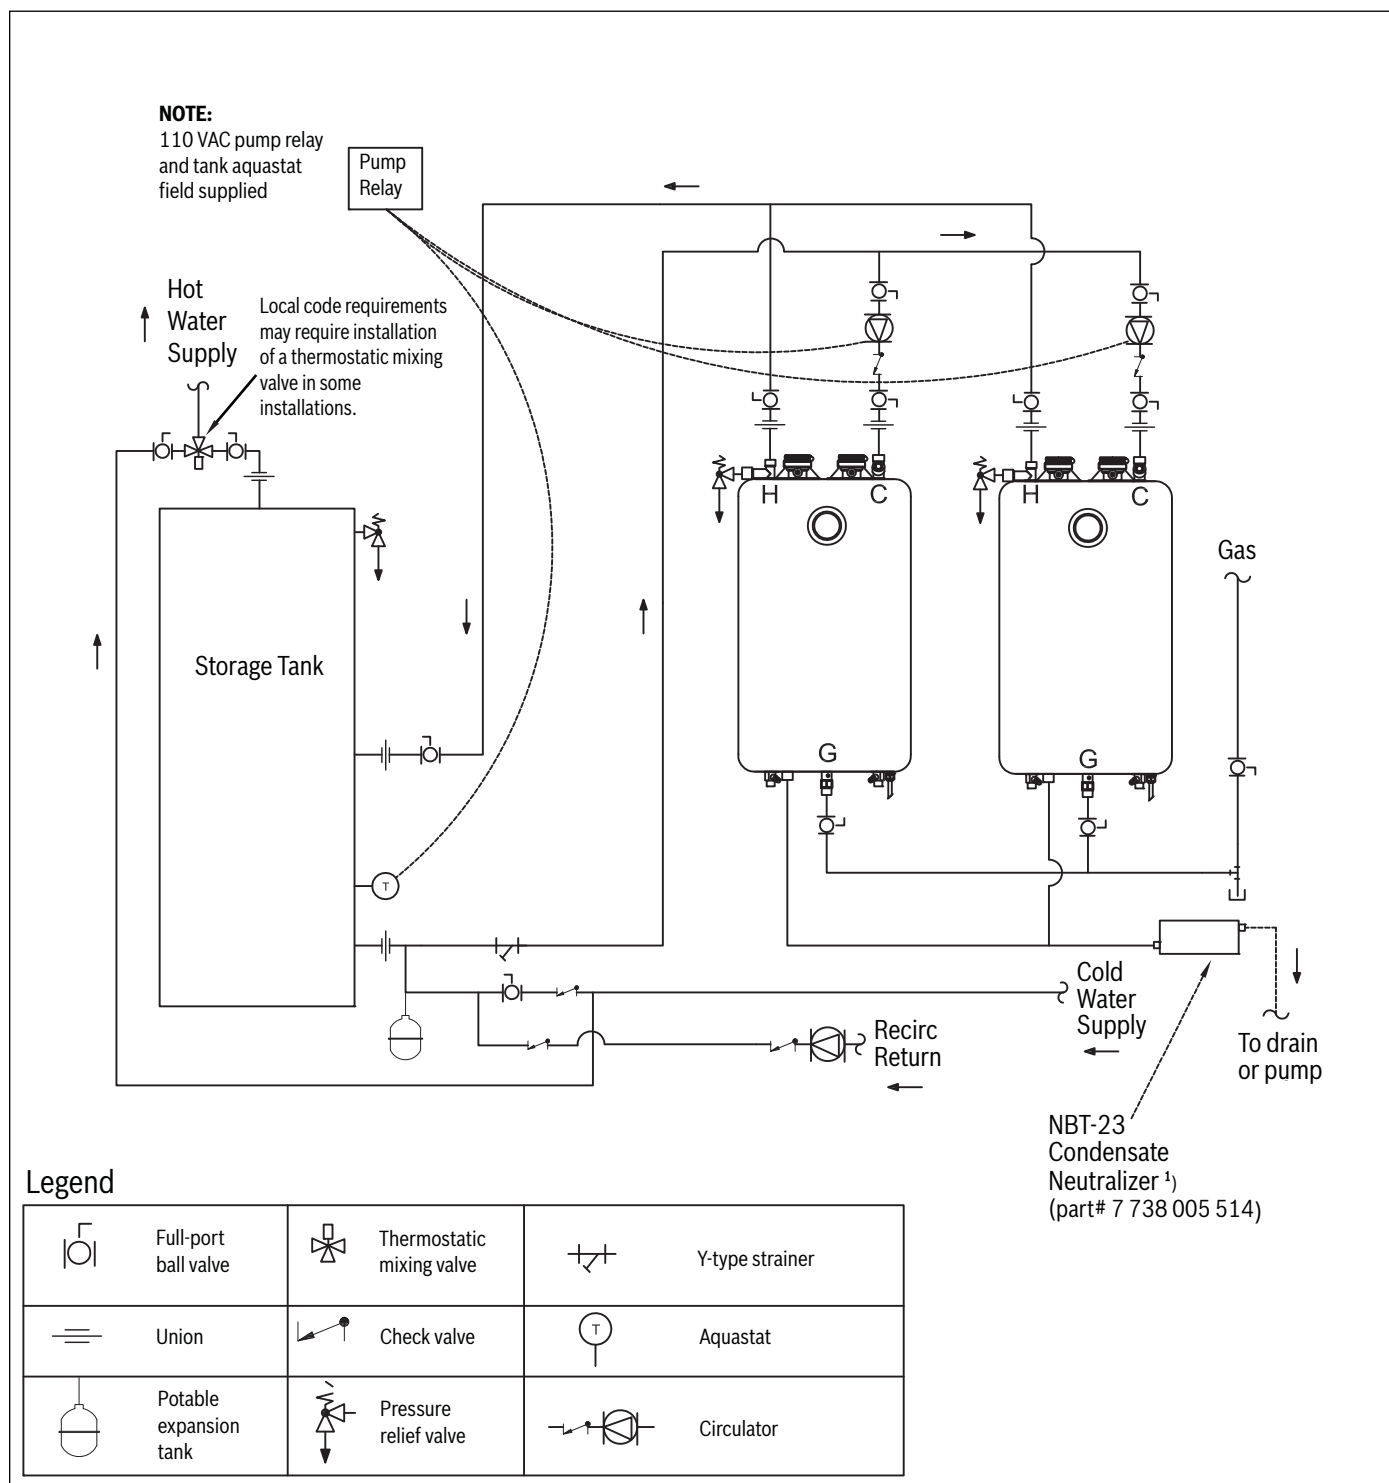 NOTE:
110 VAC pump relay
and tank aquastat
field supplied
Pump
Relay
Hot
Water
Supply
Local code requirements
may require installation
of a thermostatic mixing
valve in some
installations.
H
C
H
C
Gas
Storage Tank
G
G
T
Cold
Water
Supply
Recirc
Return
To drain
or pump
NBT-23
Condensate
Neutralizer ¹)
(part# 7 738 005 514)
Legend
Full-port
ball valve
Thermostatic
mixing valve
Y-type strainer
Union
Check valve
T
Aquastat
Potable
expansion
tank
Pressure
relief valve
Circulator